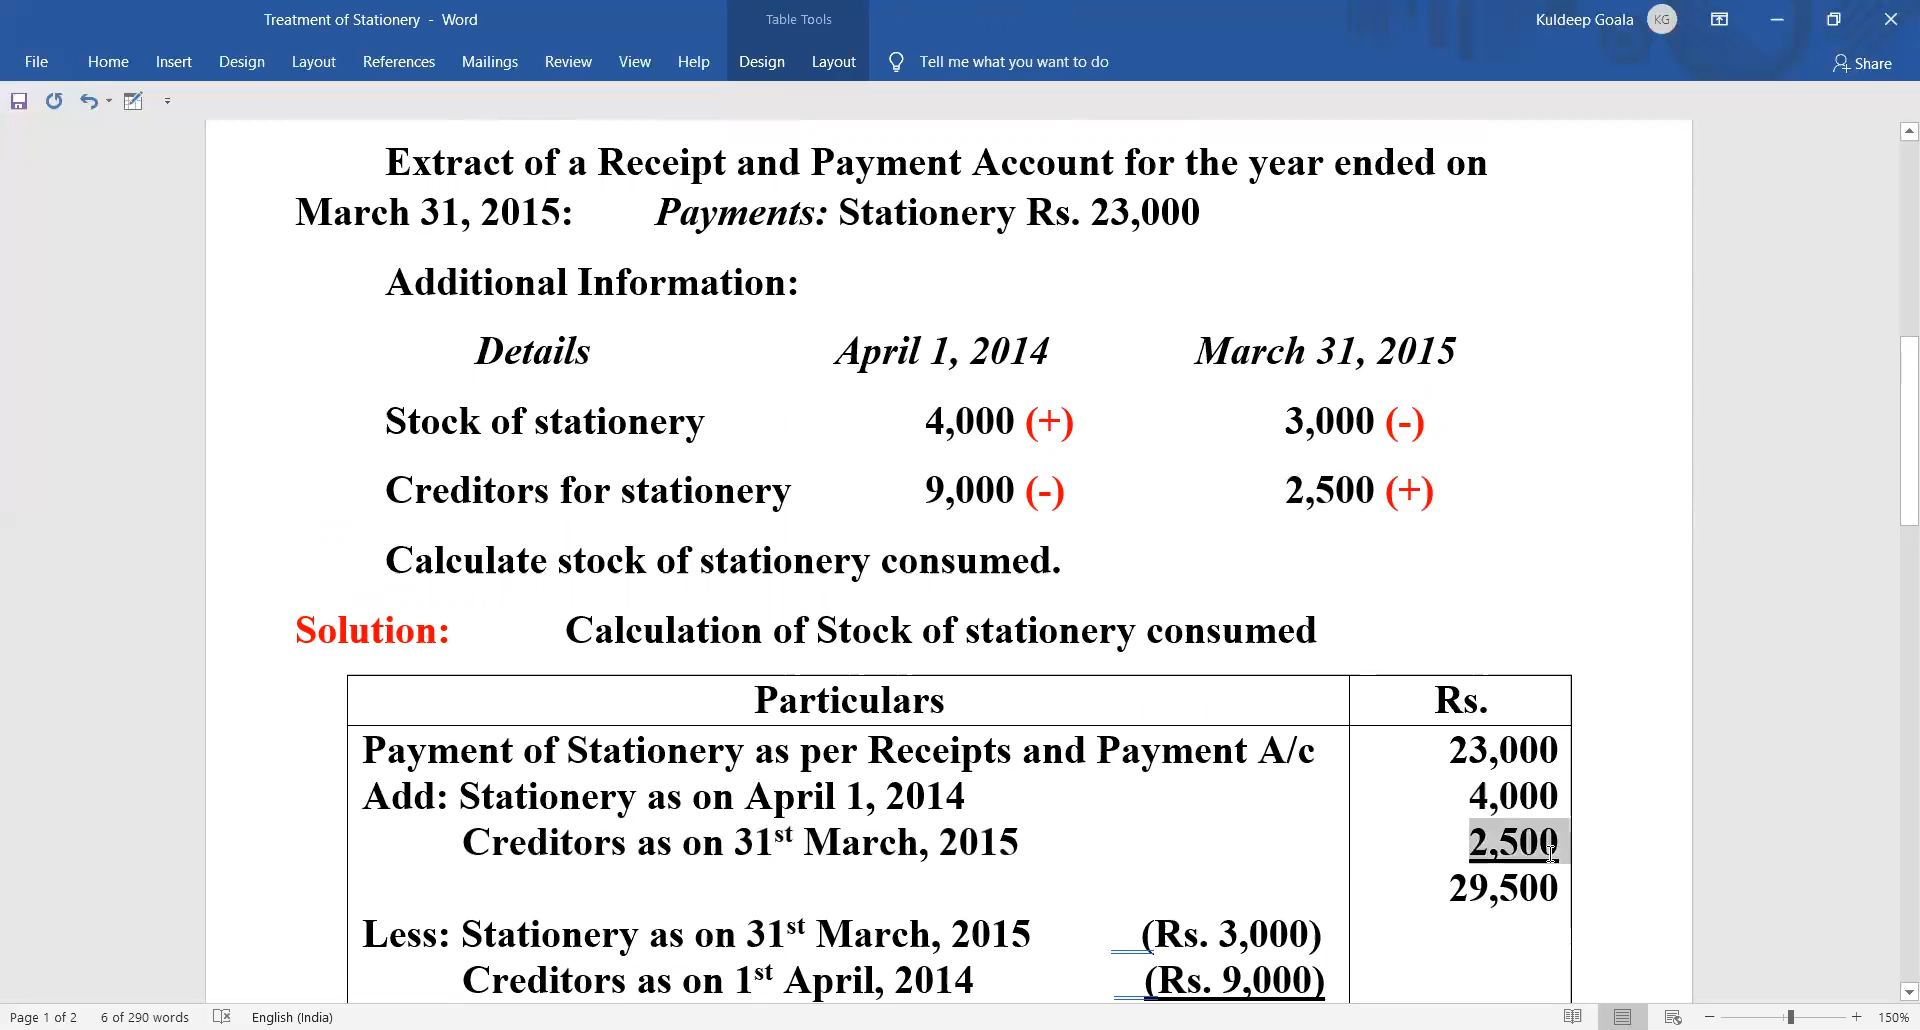 Treatment of Stationery - Word
Table Tools
Kuldeep Goala
KG
File Home Insert Design Layout References Mailings Review View Help Design Layout Tell me what you want to do
Share
Extract of a Receipt and Payment Account for the year ended on
March 31, 2015: Payments: Stationery Rs. 23,000
Additional Information:
Details April 1, 2014 March 31, 2015
Stock of stationery 4,000 (+) 3,000 (-)
Creditors for stationery 9,000 (-) 2,500 (+)
Calculate stock of stationery consumed.
Solution: Calculation of Stock of stationery consumed
Particulars Rs.
Payment of Stationery as per Receipts and Payment A/c 23,000
Add: Stationery as on April 1, 2014 4,000
Creditors as on 31st March, 2015 2,500
29,500
Less: Stationery as on 31st March, 2015 (Rs. 3,000)
Creditors as on 1st April, 2014 (Rs. 9,000)
Page 1 of 2 6 of 290 words English (India) 150%